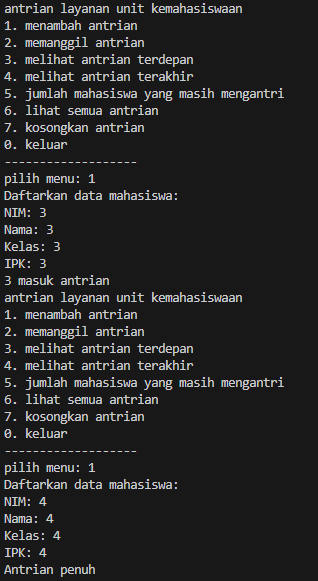 antrian layanan unit kemahasiswaan
1. menambah antrian
2. memanggil antrian
3. melihat antrian terdepan
4. melihat antrian terakhir
5. jumlah mahasiswa yang masih mengantri
6. lihat semua antrian
7. kosongkan antrian
0. keluar
-------------------
pilih menu: 1
Daftarkan data mahasiswa:
NIM: 3
Nama: 3
Kelas: 3
IPK: 3
3 masuk antrian
antrian layanan unit kemahasiswaan
1. menambah antrian
2. memanggil antrian
3. melihat antrian terdepan
4. melihat antrian terakhir
5. jumlah mahasiswa yang masih mengantri
6. lihat semua antrian
7. kosongkan antrian
0. keluar
-------------------
pilih menu: 1
Daftarkan data mahasiswa:
NIM: 4
Nama: 4
Kelas: 4
IPK: 4
Antrian penuh